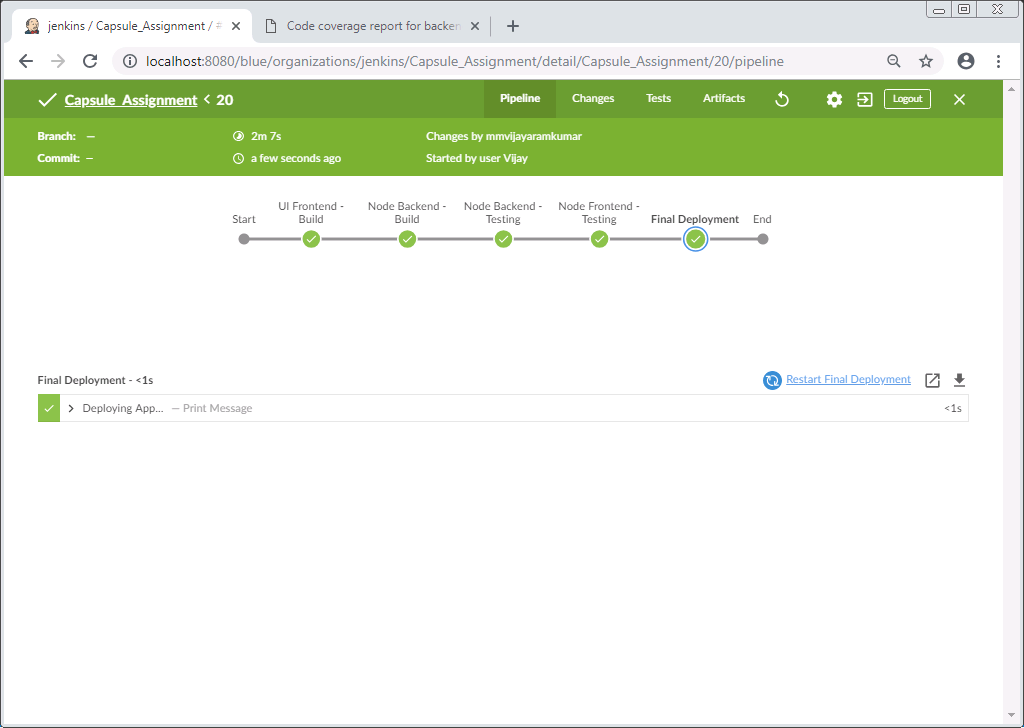 jenkins / Capsule_Assignment / #
Code coverage report for backen
localhost:8080/blue/organizations/jenkins/Capsule_Assignment/detail/Capsule_Assignment/20/pipeline
Capsule_Assignment < 20
Pipeline
Changes
Tests
Artifacts
Logout
Branch: —
2m 7s
Changes by mmvijayaramkumar
Commit: —
a few seconds ago
Started by user Vijay
Start
UI Frontend -
Build
Node Backend -
Build
Node Backend -
Testing
Node Frontend -
Testing
Final Deployment
End
Final Deployment - <1s
Restart Final Deployment
Deploying App... — Print Message
<1s